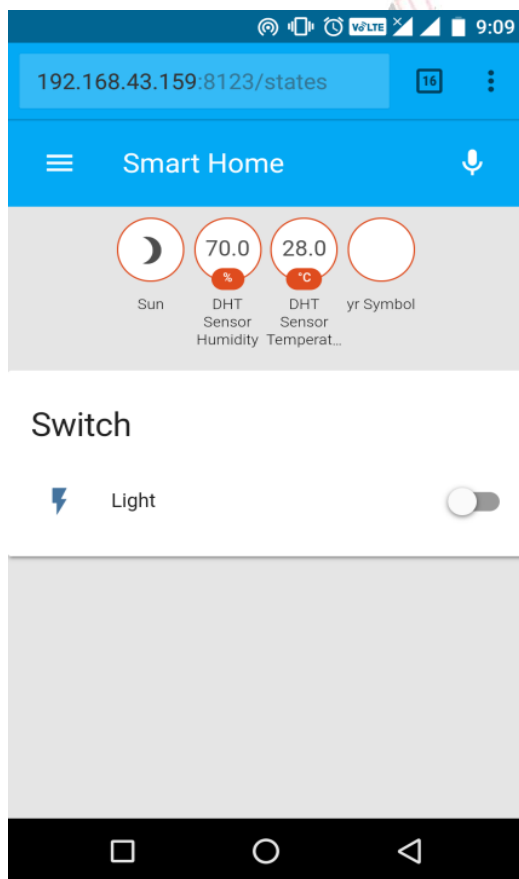 VoLTE 9:09
192.168.43.159:8123/states 16
Smart Home
70.0 28.0
% °C
Sun DHT DHT yr Symbol
Sensor Sensor
Humidity Temperat...
Switch
Light